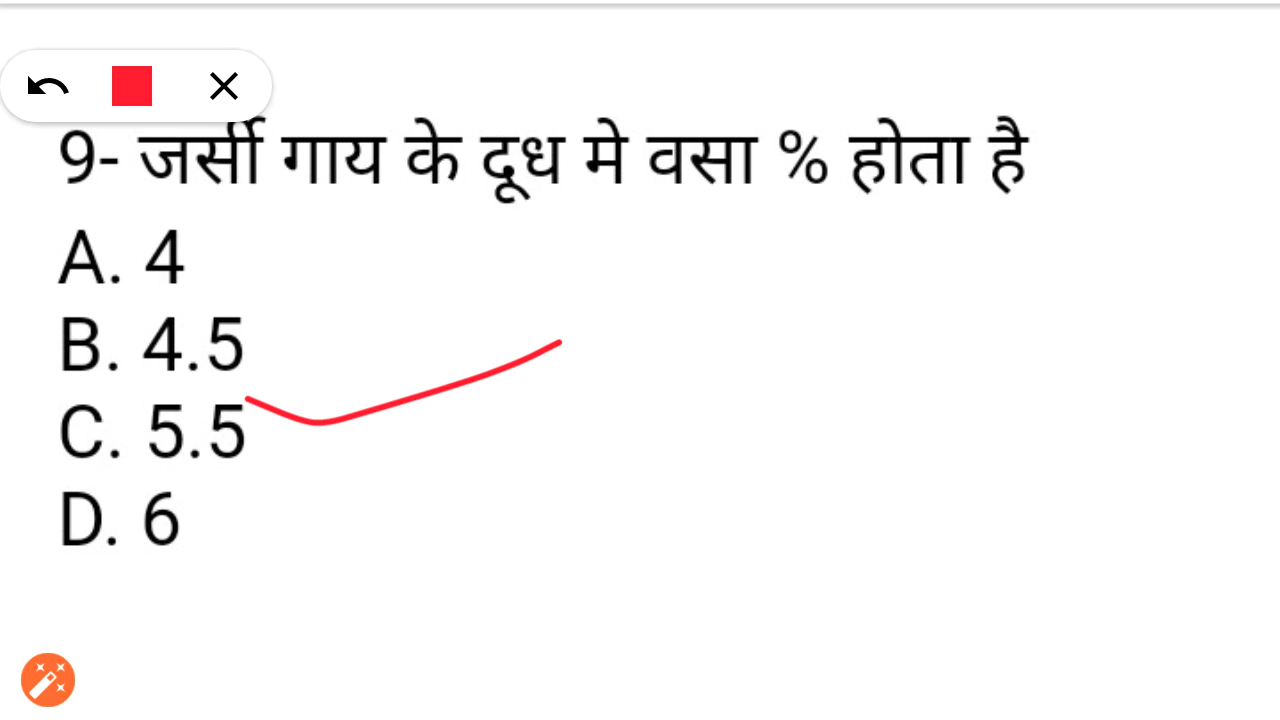 9- जर्सी गाय के दूध मे वसा % होता है
A. 4
B. 4.5
C. 5.5
D. 6